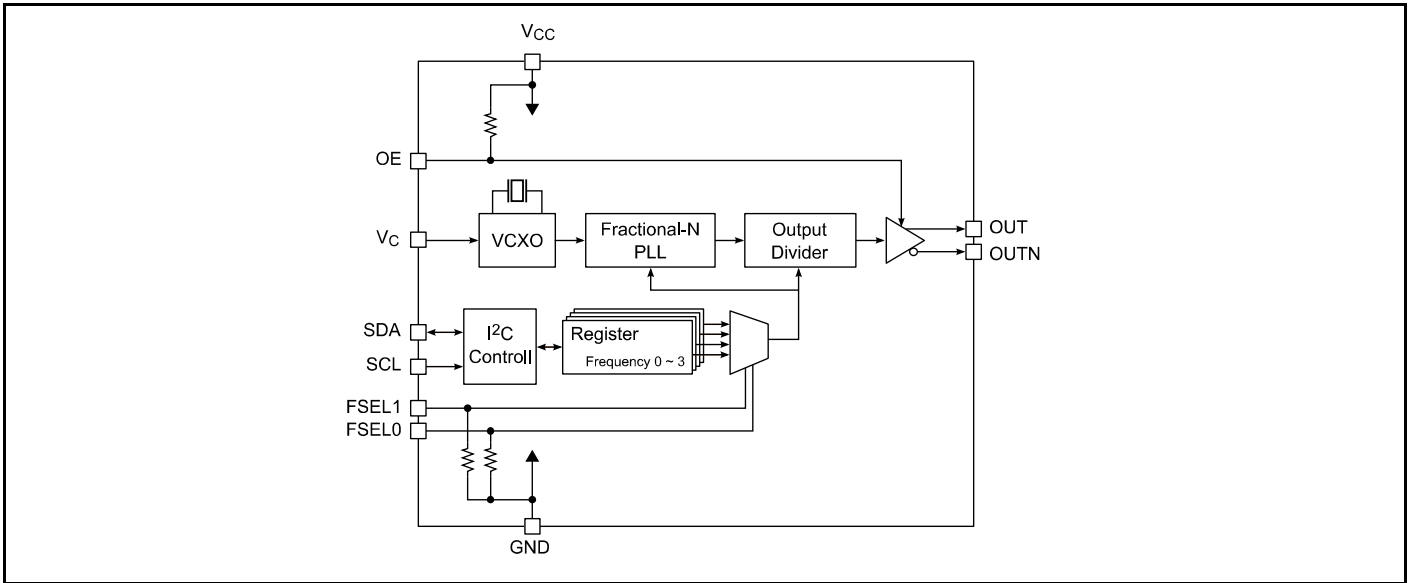 VCC
OE
VC
VCXO
Fractional-N
PLL
Output
Divider
OUT
OUTN
SDA
SCL
I2C
Controll
Register
Frequency 0 ~ 3
FSEL1
FSEL0
GND